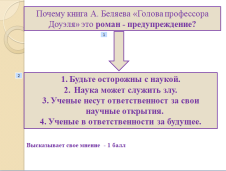 Почему книга А. Беляева «Голова профессора
Доуэля» это роман - предупреждение?
1. Будьте осторожны с наукой.
2. Наука может служить злу.
3. Ученые несут ответственост за свои
научные открытия.
4. Ученые в ответственности за будущее.
Высказывает свое мнение - 1 балл